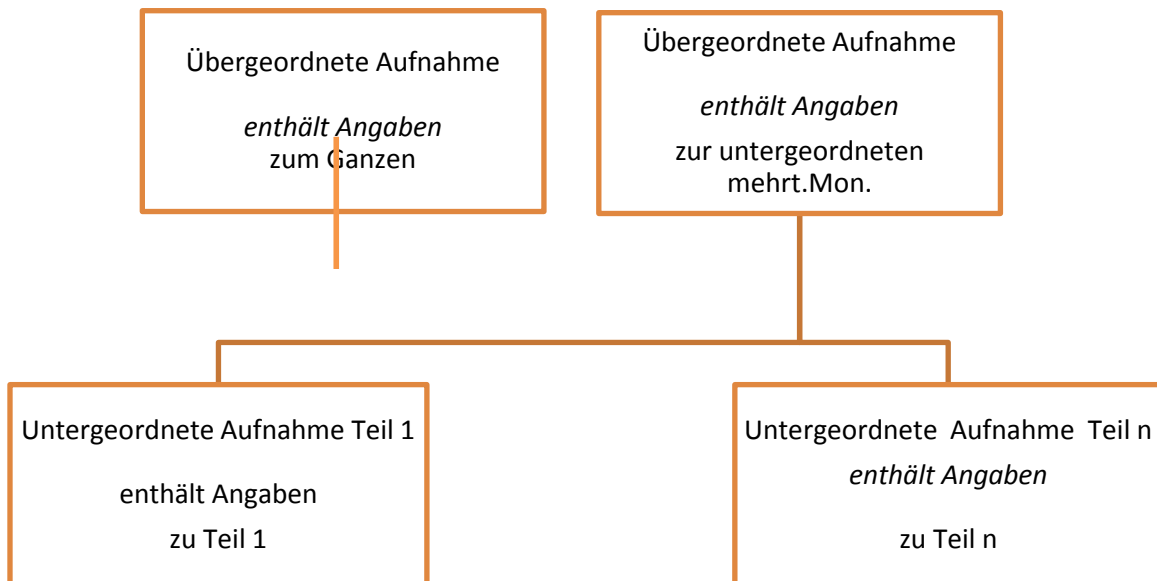 Übergeordnete Aufnahme
enthält Angaben
zum Ganzen
Übergeordnete Aufnahme
enthält Angaben
zur untergeordneten
mehrt.Mon.
Untergeordnete Aufnahme Teil 1
enthält Angaben
zu Teil 1
Untergeordnete Aufnahme Teil n
enthält Angaben
zu Teil n